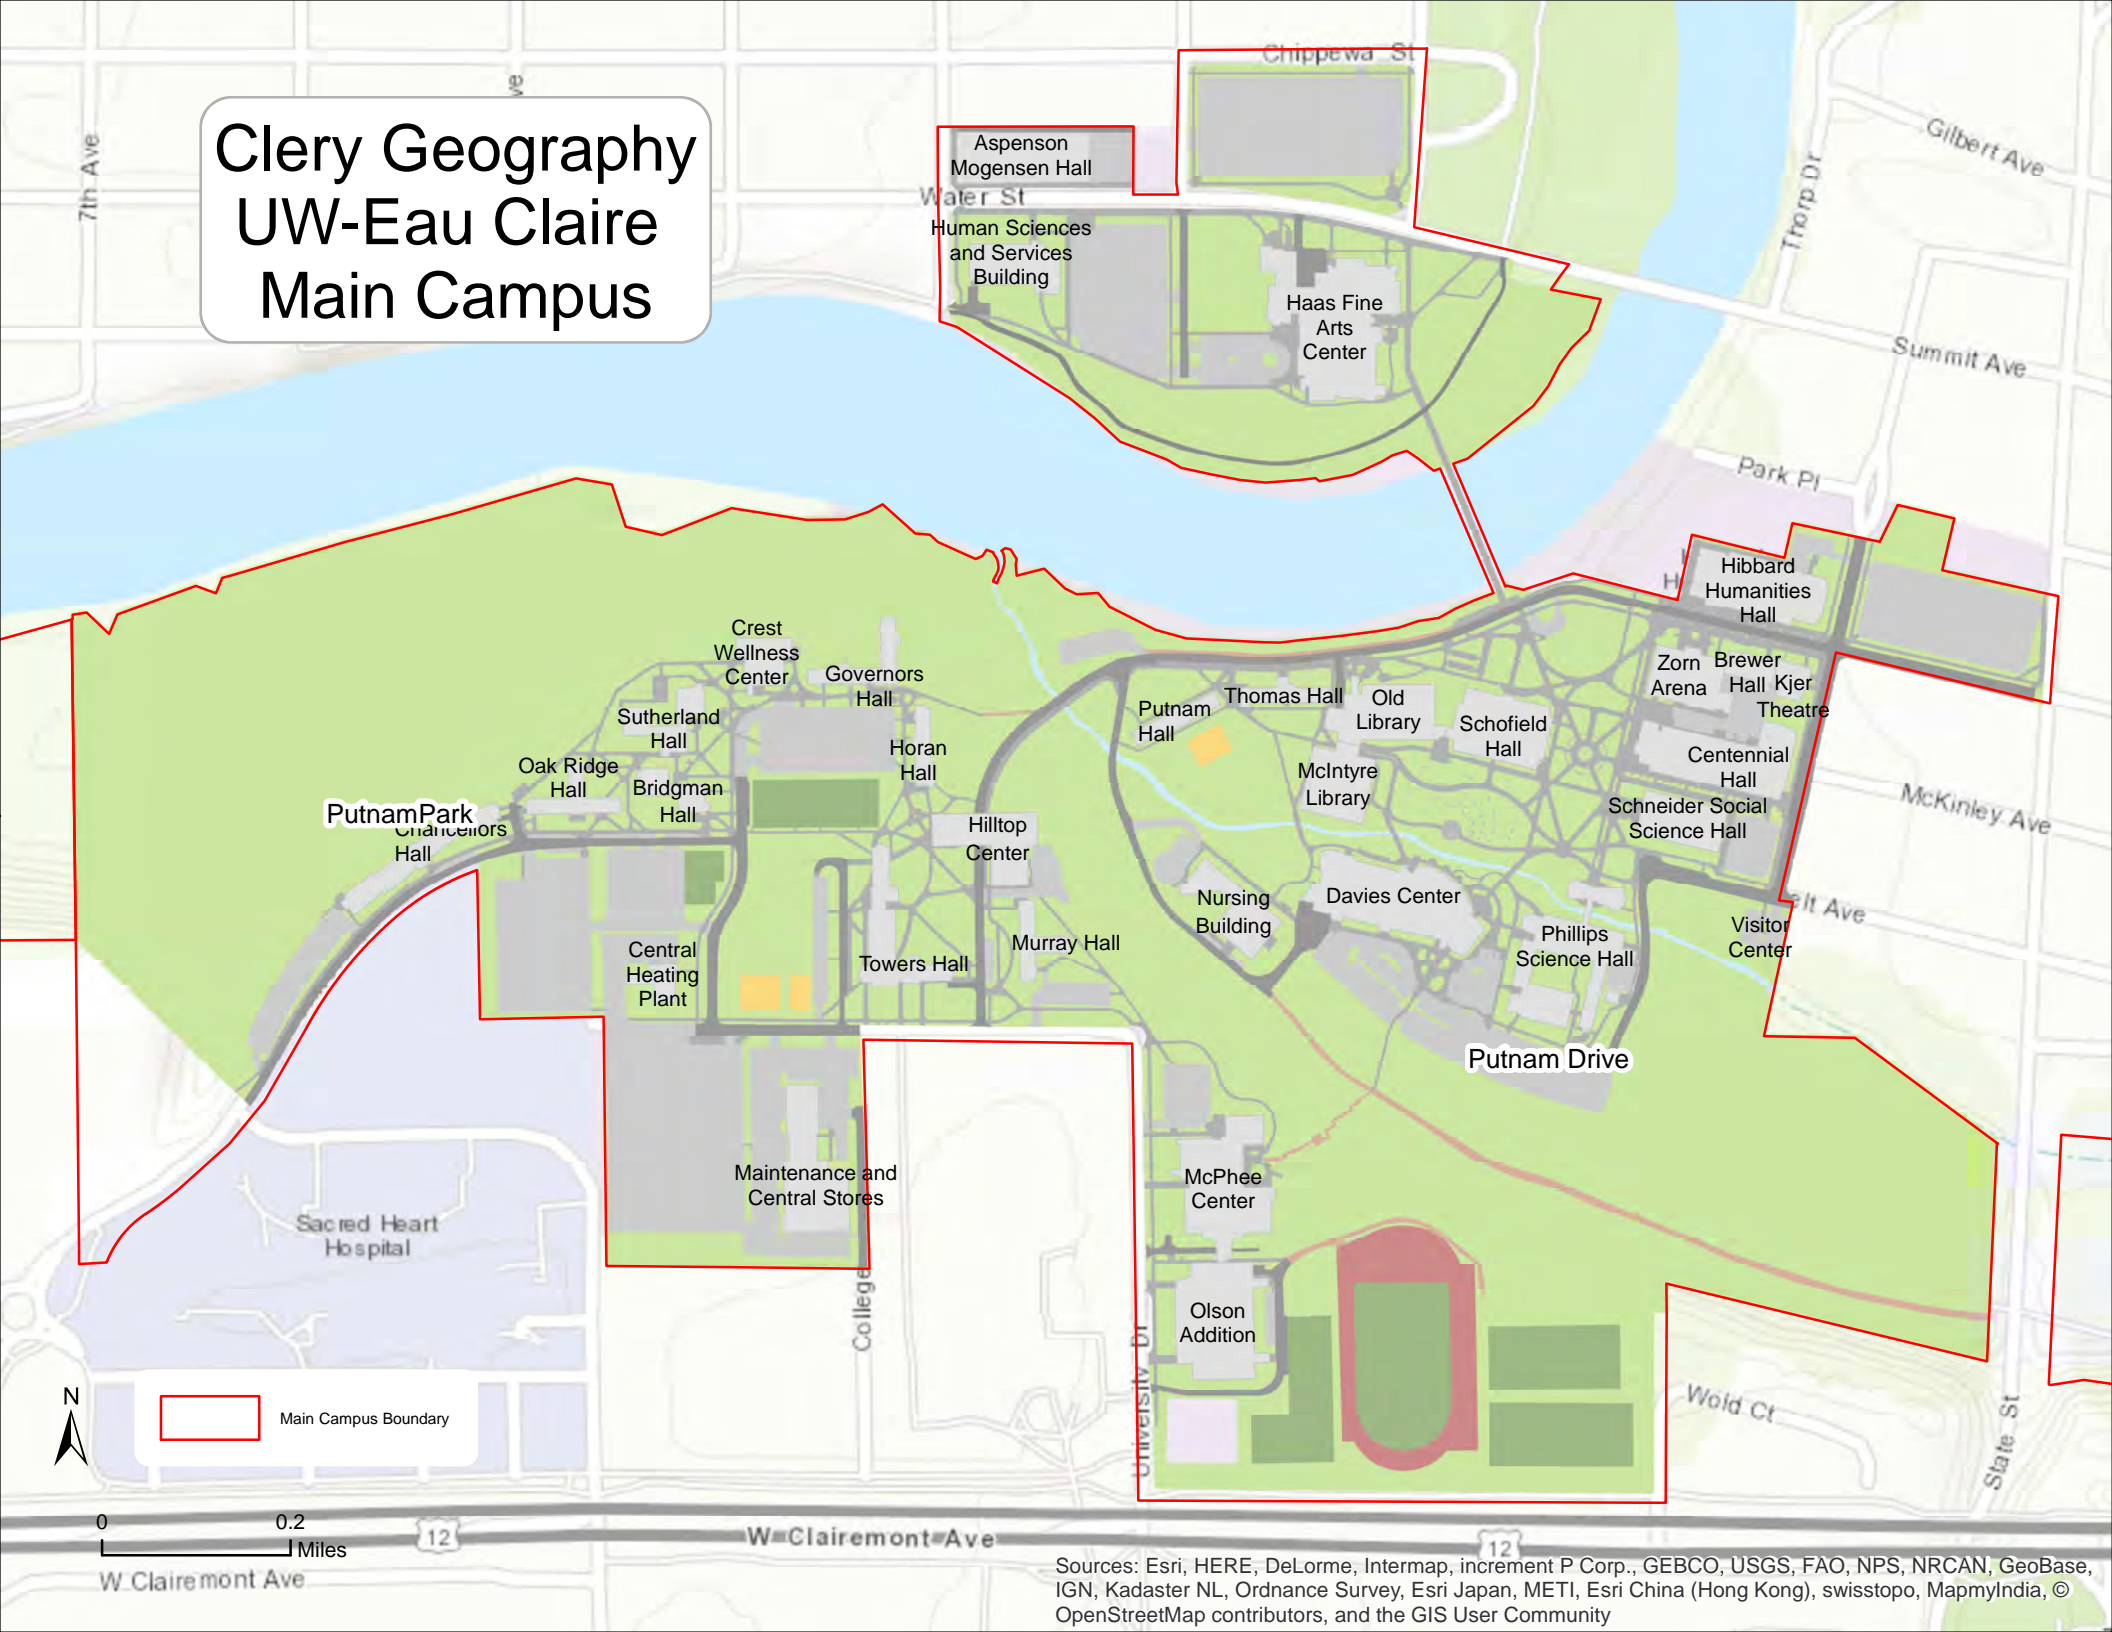 Clery Geography
UW-Eau Claire
Main Campus
Chippewa St
Aspenson
Mogensen Hall
Water St
7th Ave
ve
Gilbert Ave
Thorp Dr
Human Sciences
and Services
Building
Haas Fine
Arts
Center
Summit Ave
Park Pl
Hibbard
Humanities
Hall
H
Crest
Wellness
Center
Governors
Hall
Sutherland
Hall
Horan
Hall
Oak Ridge
Hall
Bridgman
Hall
PutnamPark
Chancellors
Hall
Hilltop
Center
Putnam
Hall
Thomas Hall
Old
Library
Schofield
Hall
McIntyre
Library
Zorn
Arena
Brewer
Hall
Kjer
Theatre
Centennial
Hall
Schneider Social
Science Hall
McKinley Ave
elt Ave
Nursing
Building
Davies Center
Phillips
Science Hall
Visitor
Center
Central
Heating
Plant
Towers Hall
Murray Hall
Putnam Drive
Maintenance and
Central Stores
McPhee
Center
Sacred Heart
Hospital
College
Olson
Addition
University Dr
Wold Ct
State St
N
Main Campus Boundary
0 0.2
Miles
12
W Clairemont Ave
12
W Clairemont Ave
Sources: Esri, HERE, DeLorme, Intermap, increment P Corp., GEBCO, USGS, FAO, NPS, NRCAN, GeoBase,
IGN, Kadaster NL, Ordnance Survey, Esri Japan, METI, Esri China (Hong Kong), swisstopo, MapmyIndia, ©
OpenStreetMap contributors, and the GIS User Community